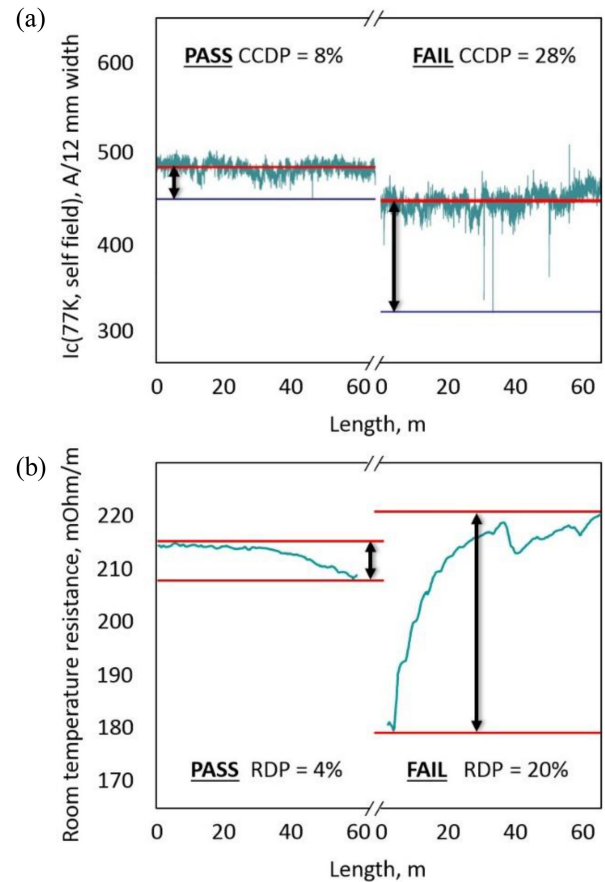 (a)
PASS CCDP = 8%
FAIL CCDP = 28%
Ic(77K, self field), A/12 mm width
600
500
400
300
0 20 40 60 0 20 40 60
Length, m
(b)
Room temperature resistance, mOhm/m
220
210
200
190
180
170
PASS RDP = 4%
FAIL RDP = 20%
0 20 40 60 0 20 40 60
Length, m